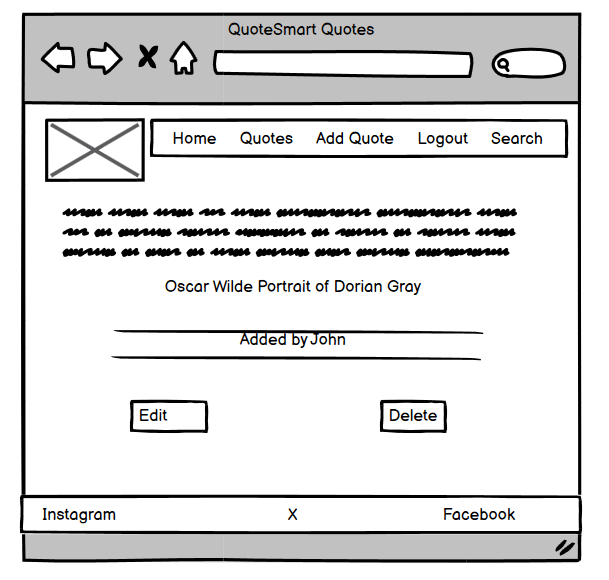 QuoteSmart Quotes
Home Quotes Add Quote Logout Search
Oscar Wilde Portrait of Dorian Gray
Added by John
Edit Delete
Instagram X Facebook